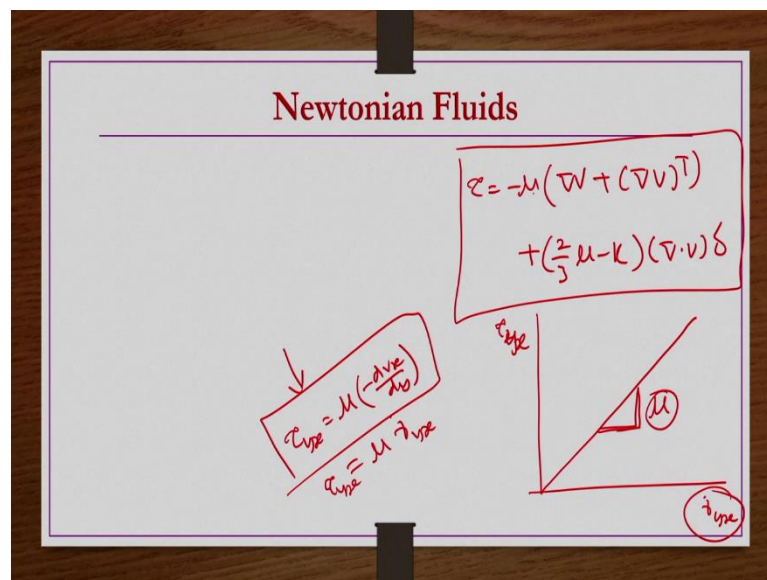 Newtonian Fluids
τ = -μ(∇V + (∇V)ᵀ)
+ (2/3 μ - κ)(∇·v)δ
τyx = μ(-dvx/dy)
τyx = μ γ̇yx
τyx
μ
γ̇yx